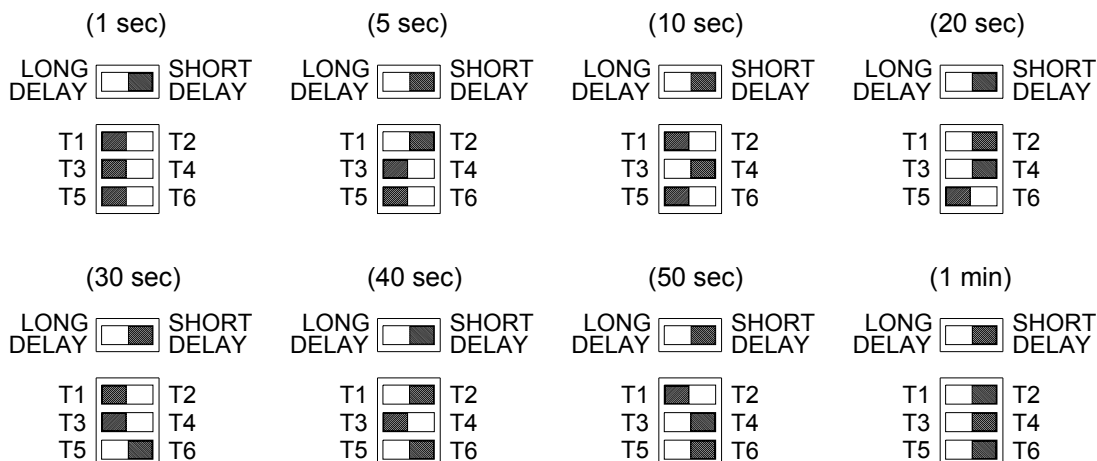 (1 sec) (5 sec) (10 sec) (20 sec)
LONG SHORT LONG SHORT LONG SHORT LONG SHORT
DELAY DELAY DELAY DELAY DELAY DELAY DELAY DELAY
T1 T2 T1 T2 T1 T2 T1 T2
T3 T4 T3 T4 T3 T4 T3 T4
T5 T6 T5 T6 T5 T6 T5 T6
(30 sec) (40 sec) (50 sec) (1 min)
LONG SHORT LONG SHORT LONG SHORT LONG SHORT
DELAY DELAY DELAY DELAY DELAY DELAY DELAY DELAY
T1 T2 T1 T2 T1 T2 T1 T2
T3 T4 T3 T4 T3 T4 T3 T4
T5 T6 T5 T6 T5 T6 T5 T6